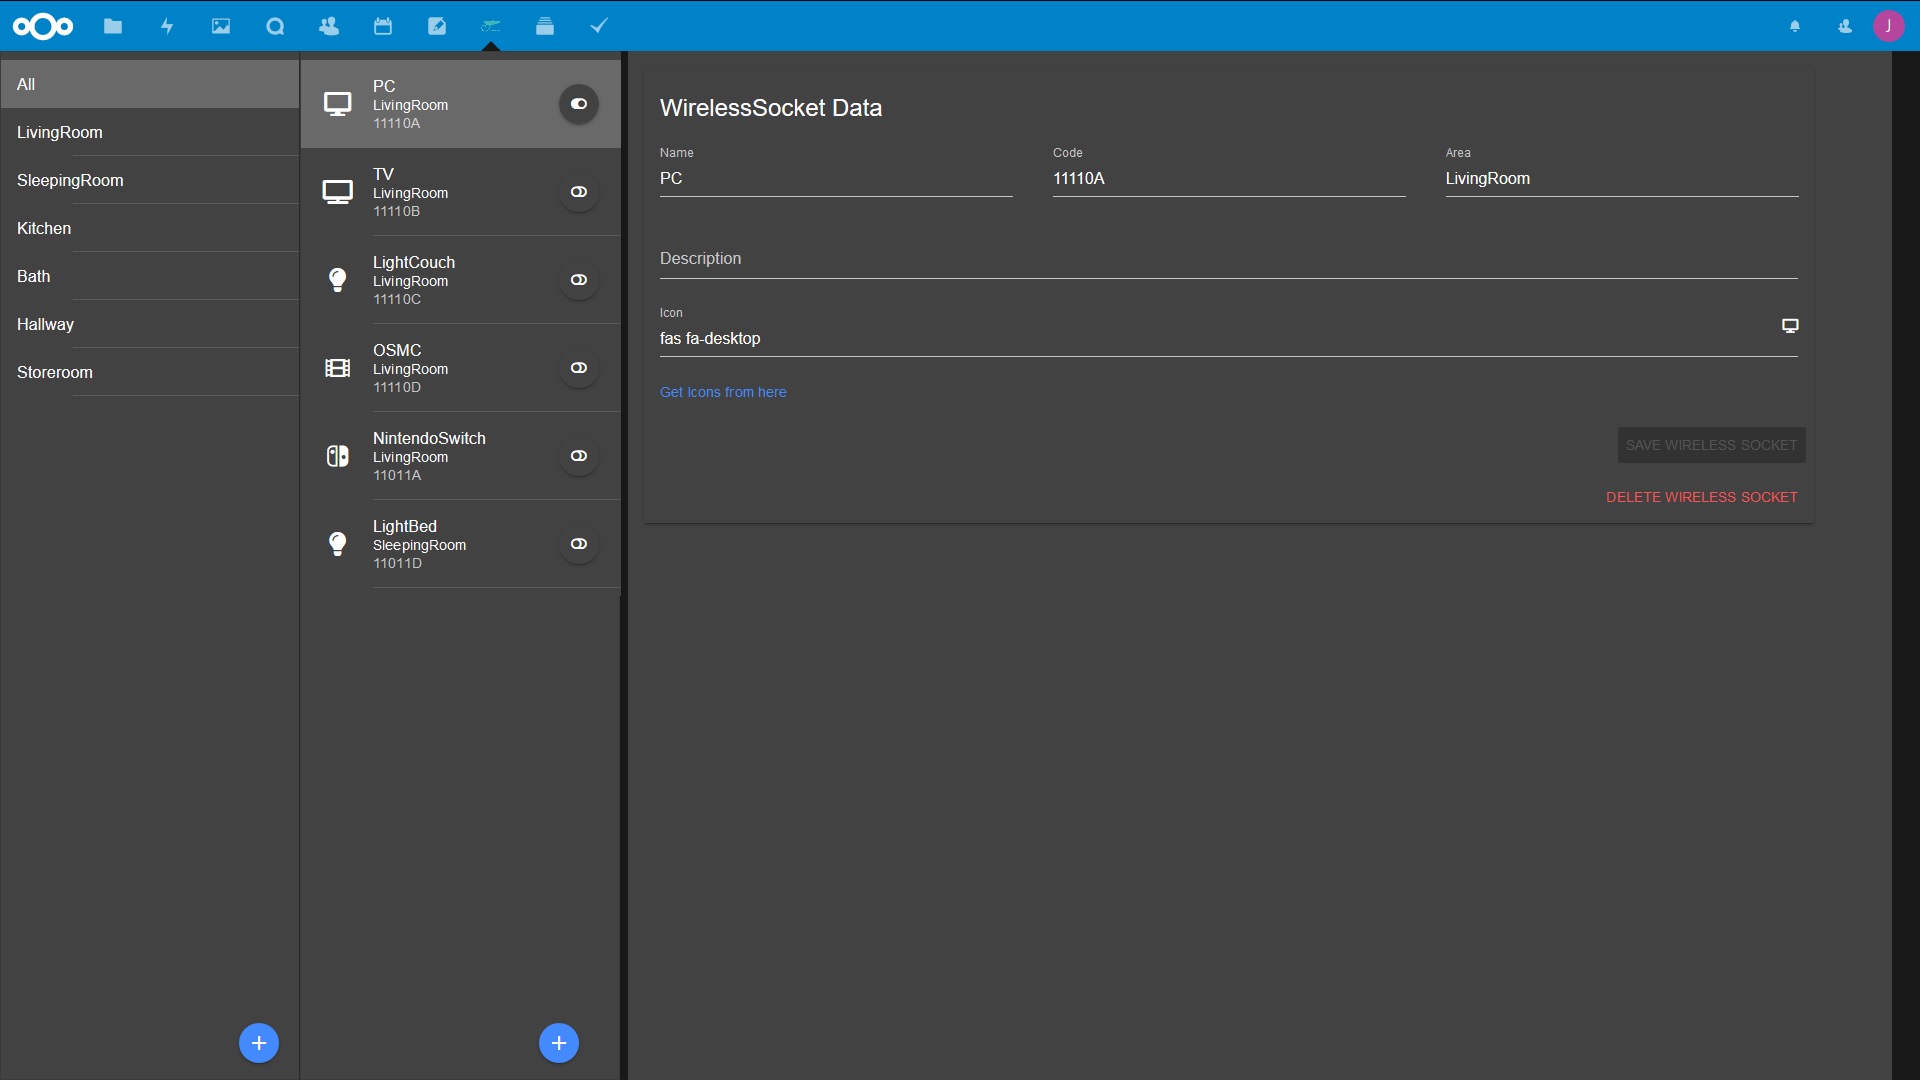 J
All
LivingRoom
SleepingRoom
Kitchen
Bath
Hallway
Storeroom
PC
LivingRoom
11110A
TV
LivingRoom
11110B
LightCouch
LivingRoom
11110C
OSMC
LivingRoom
11110D
NintendoSwitch
LivingRoom
11011A
LightBed
SleepingRoom
11011D
WirelessSocket Data
Name
PC
Code
11110A
Area
LivingRoom
Description
Icon
fas fa-desktop
Get Icons from here
SAVE WIRELESS SOCKET
DELETE WIRELESS SOCKET